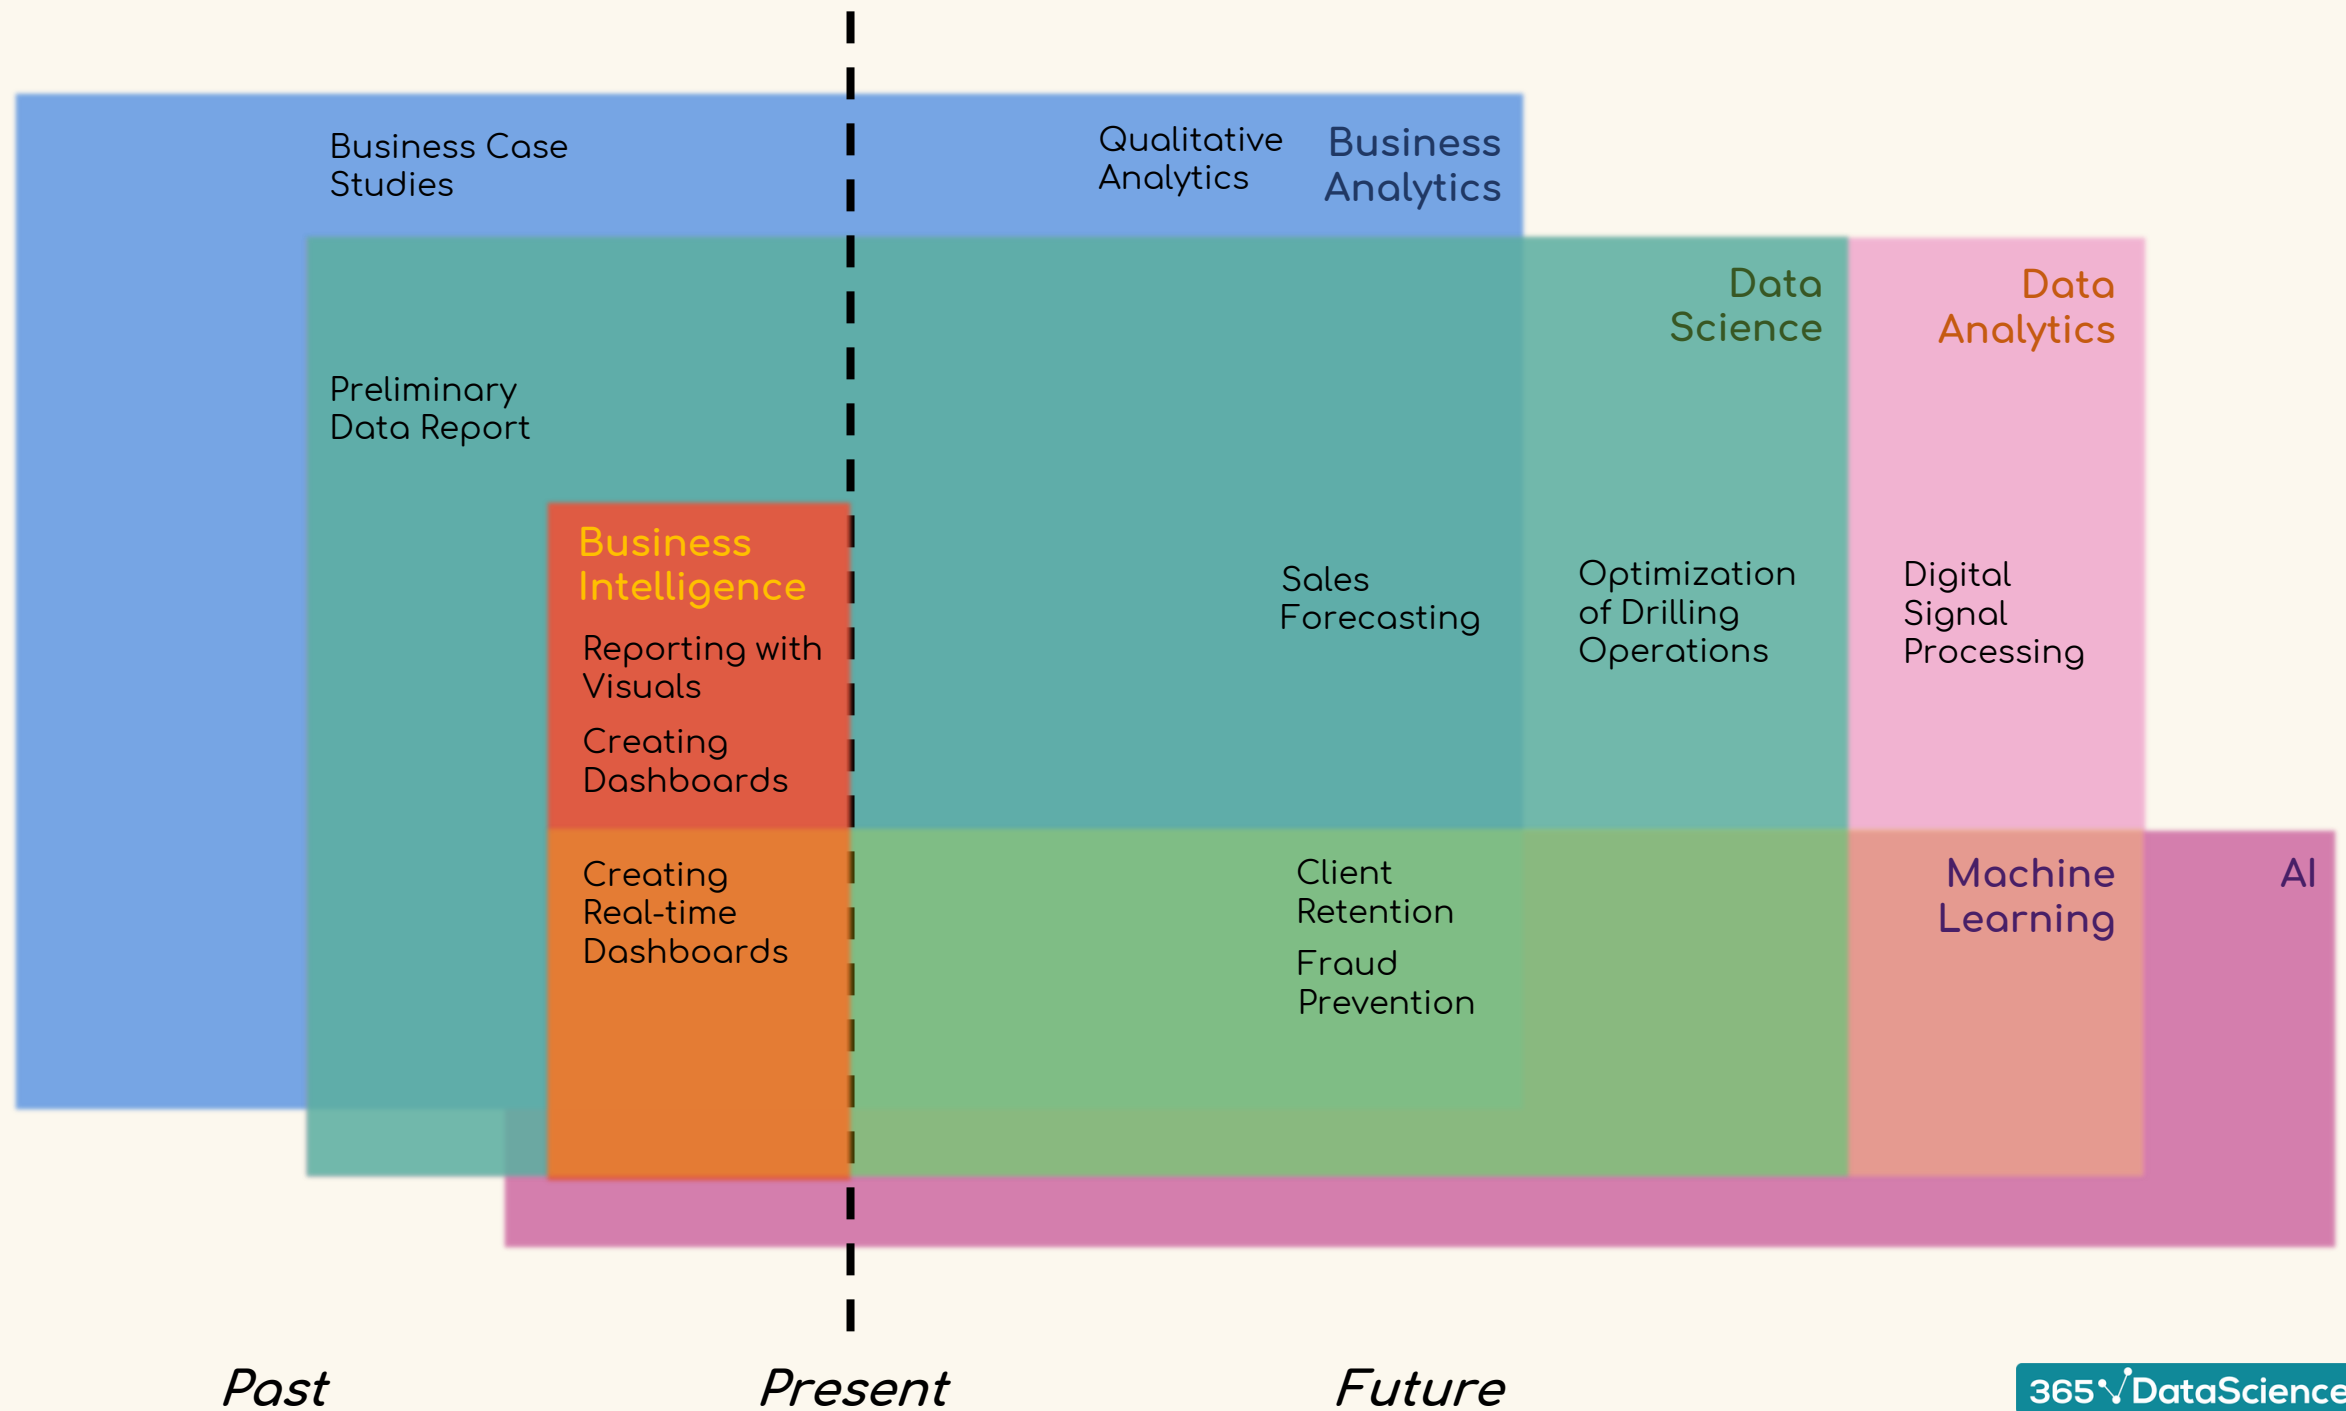 Business Case
Studies
Qualitative
Analytics
Business
Analytics
Data
Science
Data
Analytics
Preliminary
Data Report
Business
Intelligence
Reporting with
Visuals
Creating
Dashboards
Sales
Forecasting
Optimization
of Drilling
Operations
Digital
Signal
Processing
Creating
Real-time
Dashboards
Client
Retention
Fraud
Prevention
Machine
Learning
AI
Past
Present
Future
365 DataScience